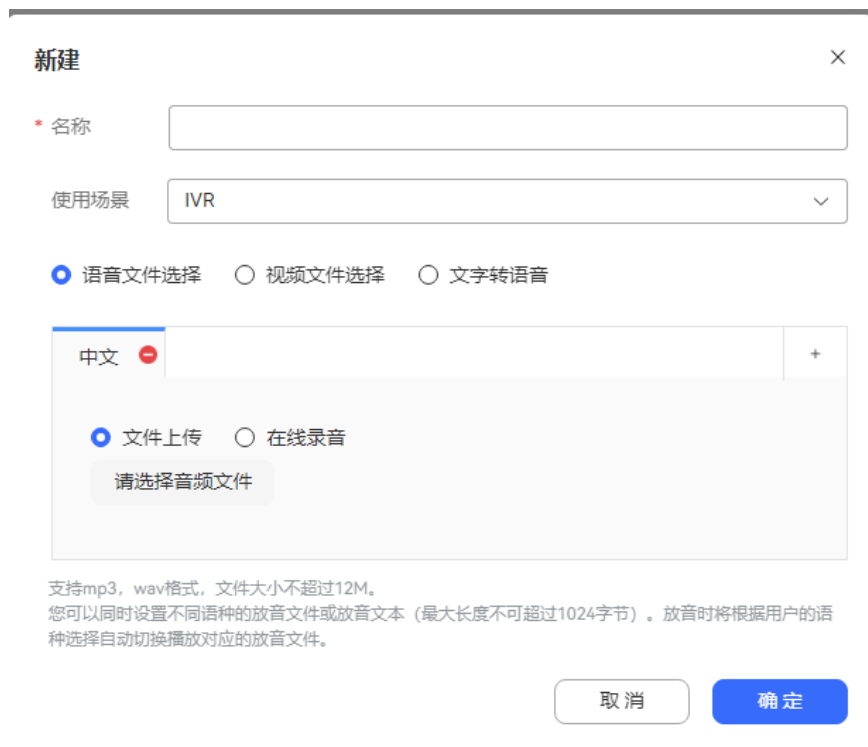 新建
* 名称
使用场景 IVR
语音文件选择 视频文件选择 文字转语音
中文 +
文件上传 在线录音
请选择音频文件
支持mp3，wav格式，文件大小不超过12M。
您可以同时设置不同语种的放音文件或放音文本（最大长度不可超过1024字节）。放音时将根据用户的语
种选择自动切换播放对应的放音文件。
取消 确定